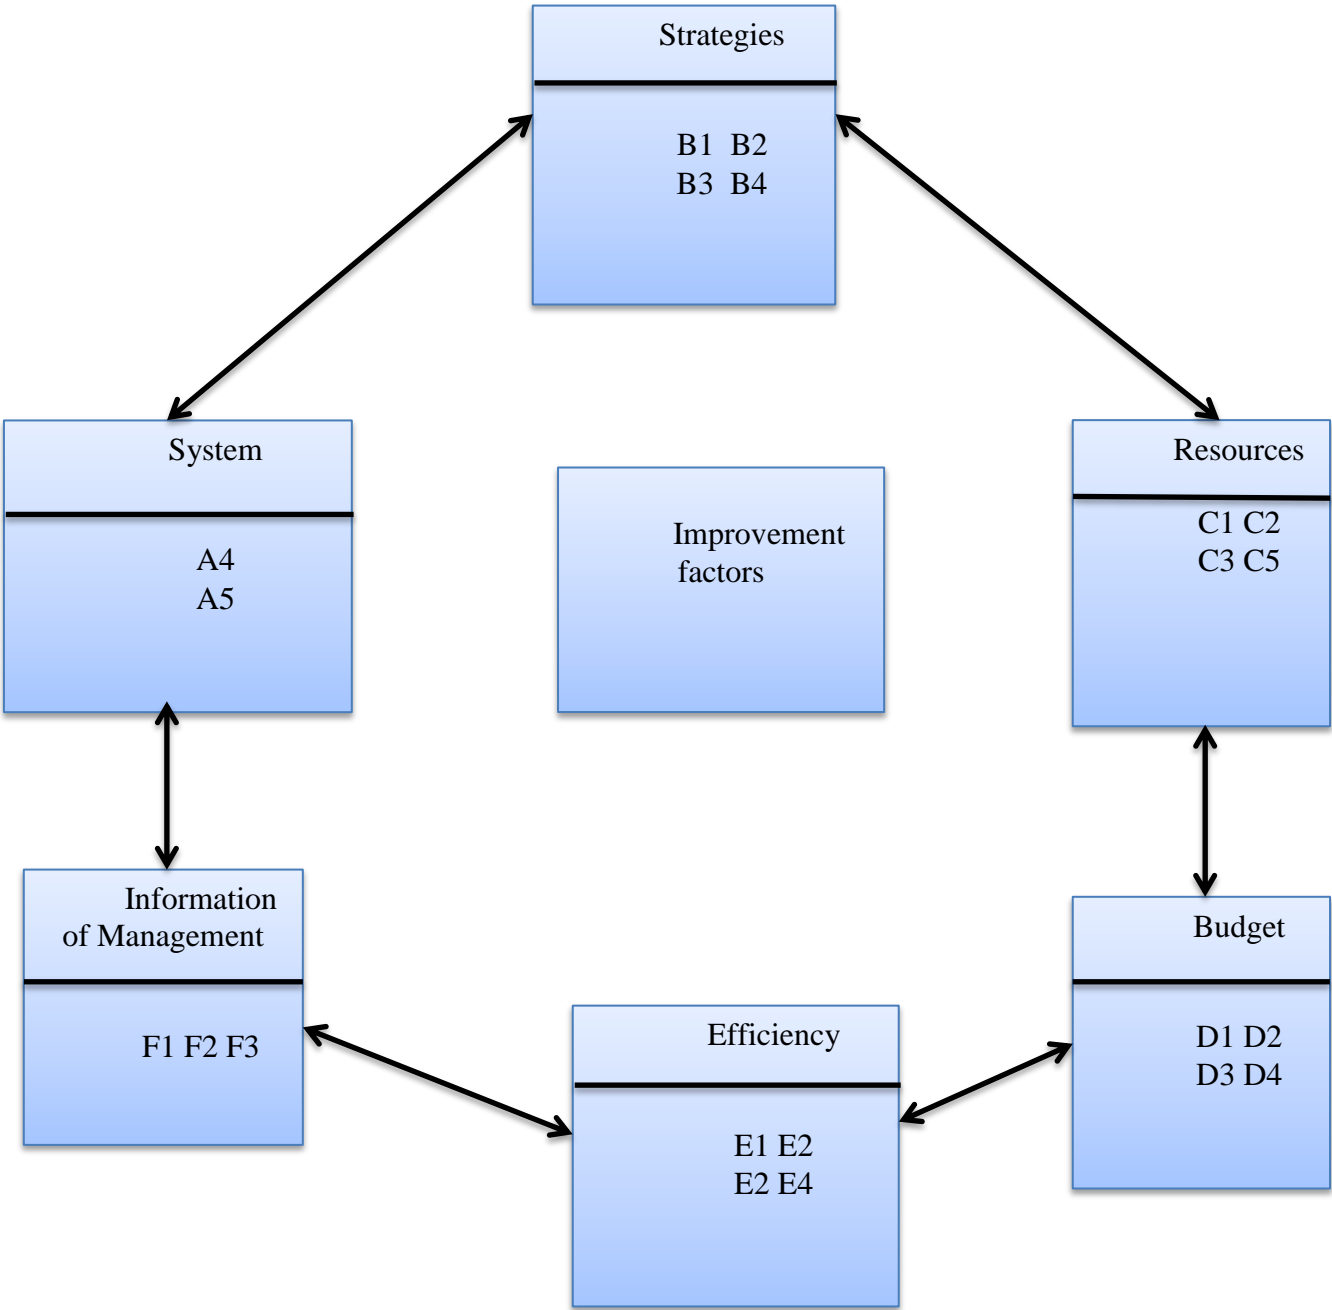 Strategies
B1 B2
B3 B4
System
A4
A5
Improvement
factors
Resources
C1 C2
C3 C5
Information
of Management
F1 F2 F3
Efficiency
E1 E2
E2 E4
Budget
D1 D2
D3 D4